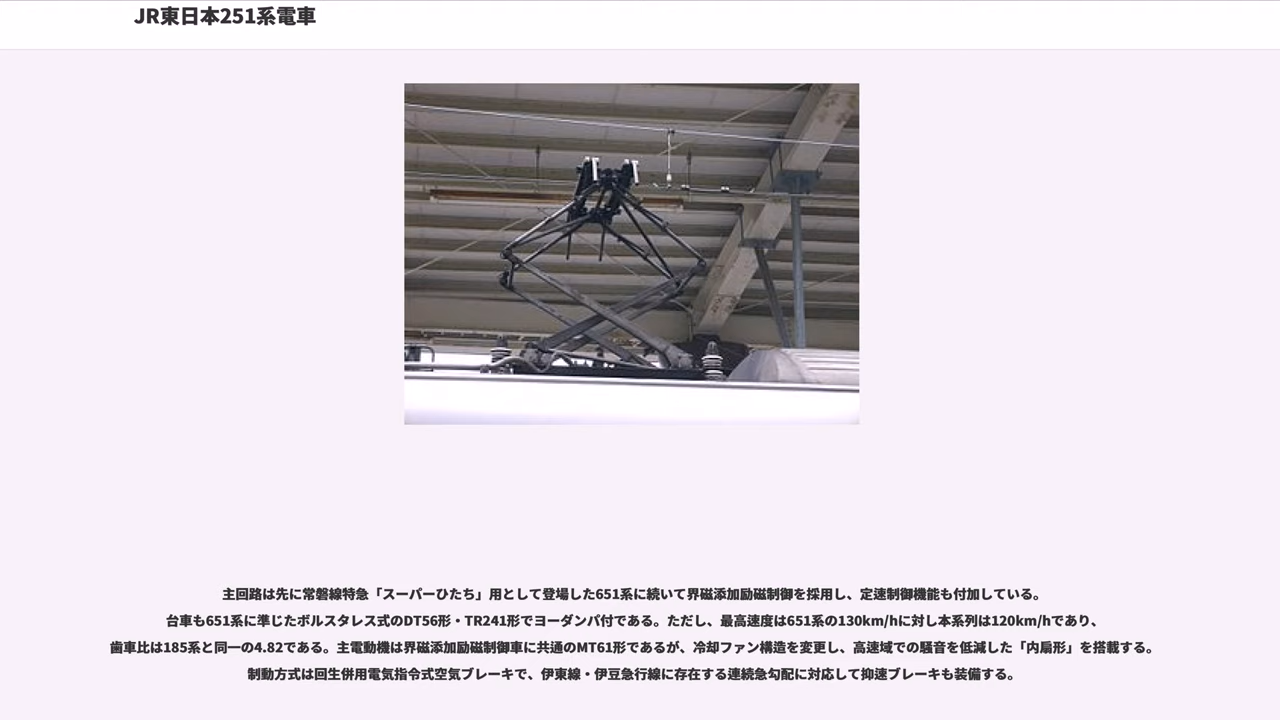 JR東日本251系電車
主回路は先に常磐線特急「スーパーひたち」用として登場した651系に続いて界磁添加励磁制御を採用し、定速制御機能も付加している。
台車も651系に準じたボルスタレス式のDT56形・TR241形でヨーダンパ付である。ただし、最高速度は651系の130km/hに対し本系列は120km/hであり、
歯車比は185系と同一の4.82である。主電動機は界磁添加励磁制御車に共通のMT61形であるが、冷却ファン構造を変更し、高速域での騒音を低減した「内扇形」を搭載する。
制動方式は回生併用電気指令式空気ブレーキで、伊東線・伊豆急行線に存在する連続急勾配に対応して抑速ブレーキも装備する。